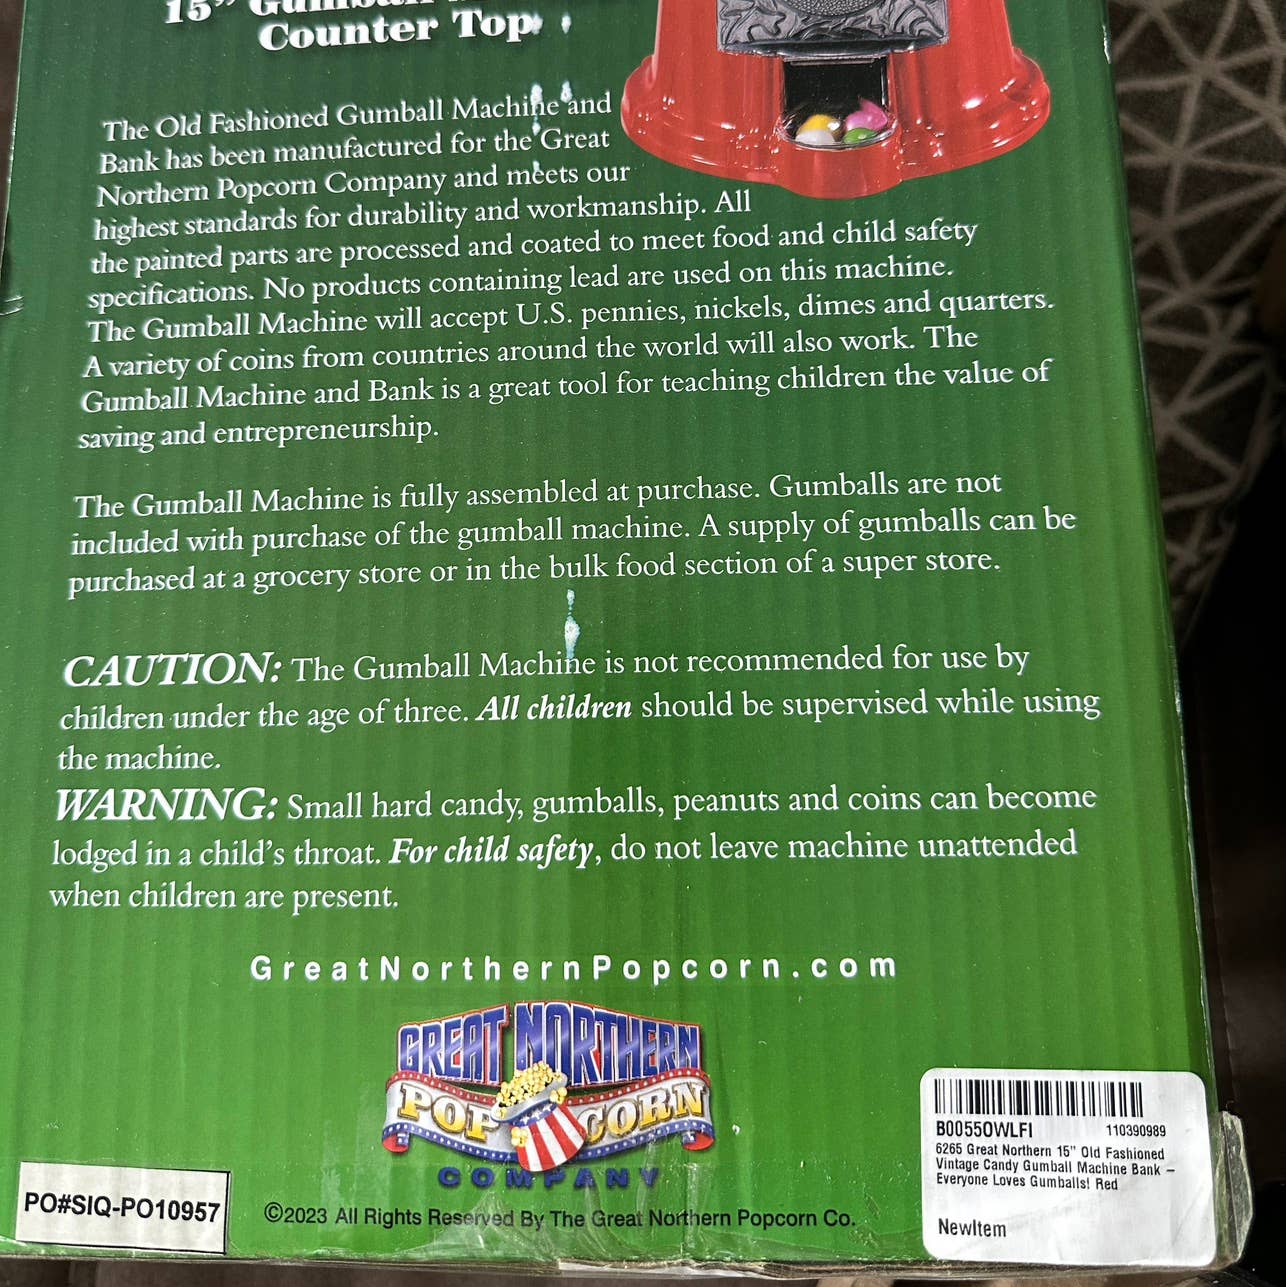 15" Gumball
Counter Top
The Old Fashioned Gumball Machine and
Bank has been manufactured for the Great
Northern Popcorn Company and meets our
highest standards for durability and workmanship. All
the painted parts are processed and coated to meet food and child safety
specifications. No products containing lead are used on this machine.
The Gumball Machine will accept U.S. pennies, nickels, dimes and quarters.
A variety of coins from countries around the world will also work. The
Gumball Machine and Bank is a great tool for teaching children the value of
saving and entrepreneurship.
The Gumball Machine is fully assembled at purchase. Gumballs are not
included with purchase of the gumball machine. A supply of gumballs can be
purchased at a grocery store or in the bulk food section of a super store.
CAUTION: The Gumball Machine is not recommended for use by
children under the age of three. All children should be supervised while using
the machine.
WARNING: Small hard candy, gumballs, peanuts and coins can become
lodged in a child's throat. For child safety, do not leave machine unattended
when children are present.
GreatNorthernPopcorn.com
GREAT NORTHERN
POPCORN
COMPANY
PO#SIQ-PO10957
©2023 All Rights Reserved By The Great Northern Popcorn Co.
B0055OWLFI 110390989
6265 Great Northern 15" Old Fashioned
Vintage Candy Gumball Machine Bank –
Everyone Loves Gumballs! Red
NewItem